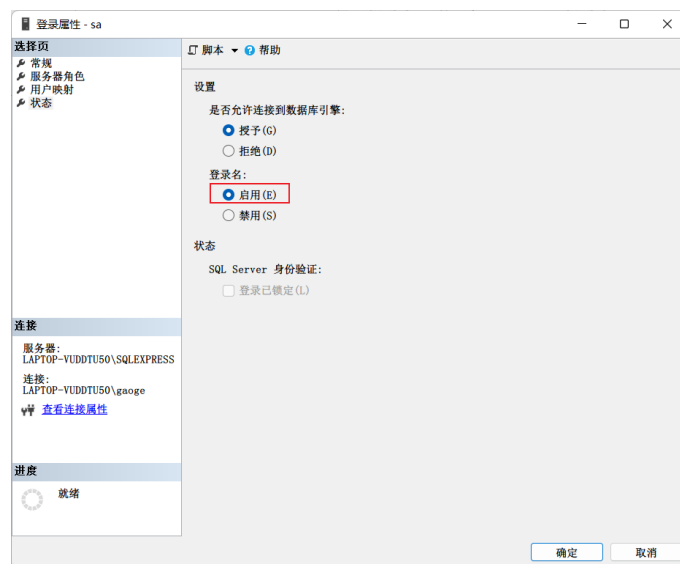 登录属性 - sa
选择页
常规
服务器角色
用户映射
状态
脚本 帮助
设置
是否允许连接到数据库引擎:
授予(G)
拒绝(D)
登录名:
启用(E)
禁用(S)
状态
SQL Server 身份验证:
登录已锁定(L)
连接
服务器:
LAPTOP-VUDDTU50\SQLEXPRESS
连接:
LAPTOP-VUDDTU50\gaoge
查看连接属性
进度
就绪
确定 取消